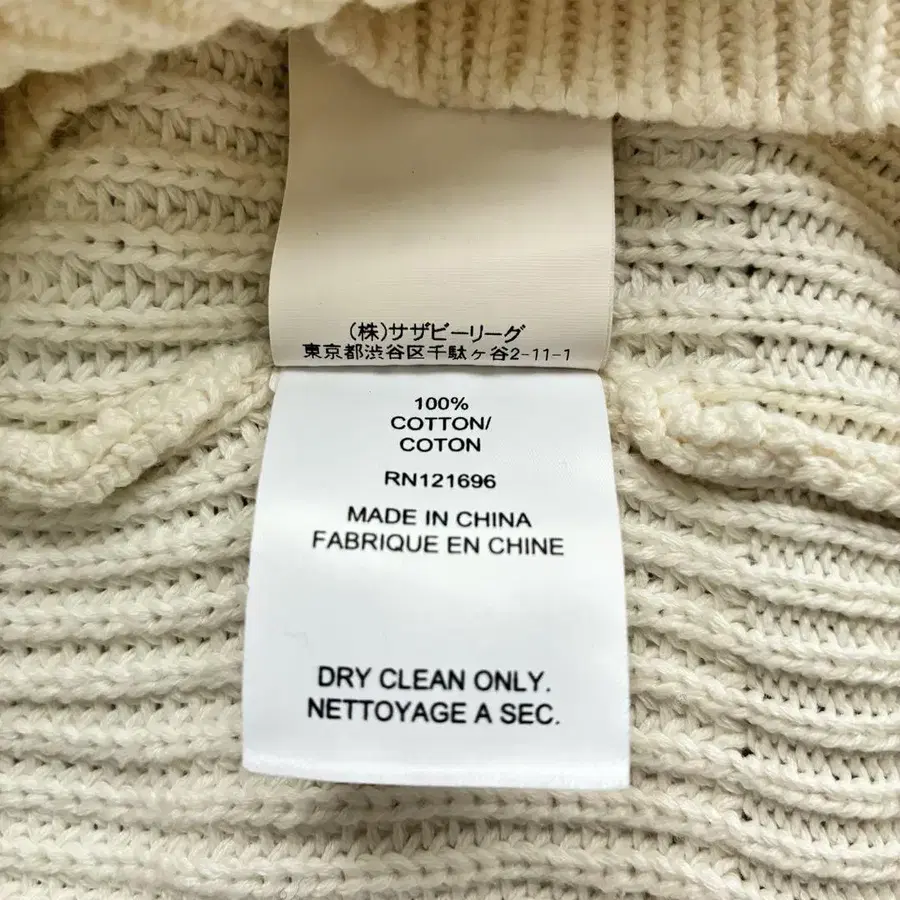 (株)サザビーリーグ
東京都渋谷区千駄ヶ谷2-11-1
100%
COTTON/
COTON
RN121696
MADE IN CHINA
FABRIQUE EN CHINE
DRY CLEAN ONLY.
NETTOYAGE A SEC.